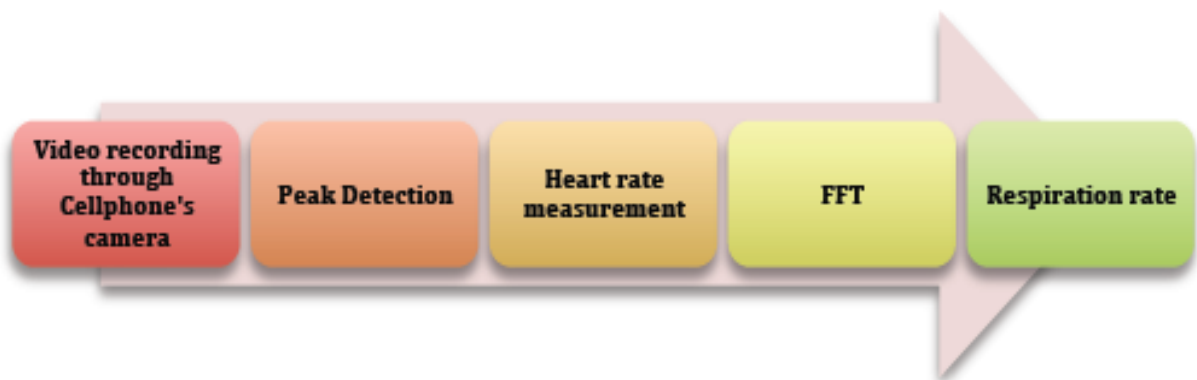 Video recording
through
Cellphone's
camera
Peak Detection
Heart rate
measurement
FFT
Respiration rate